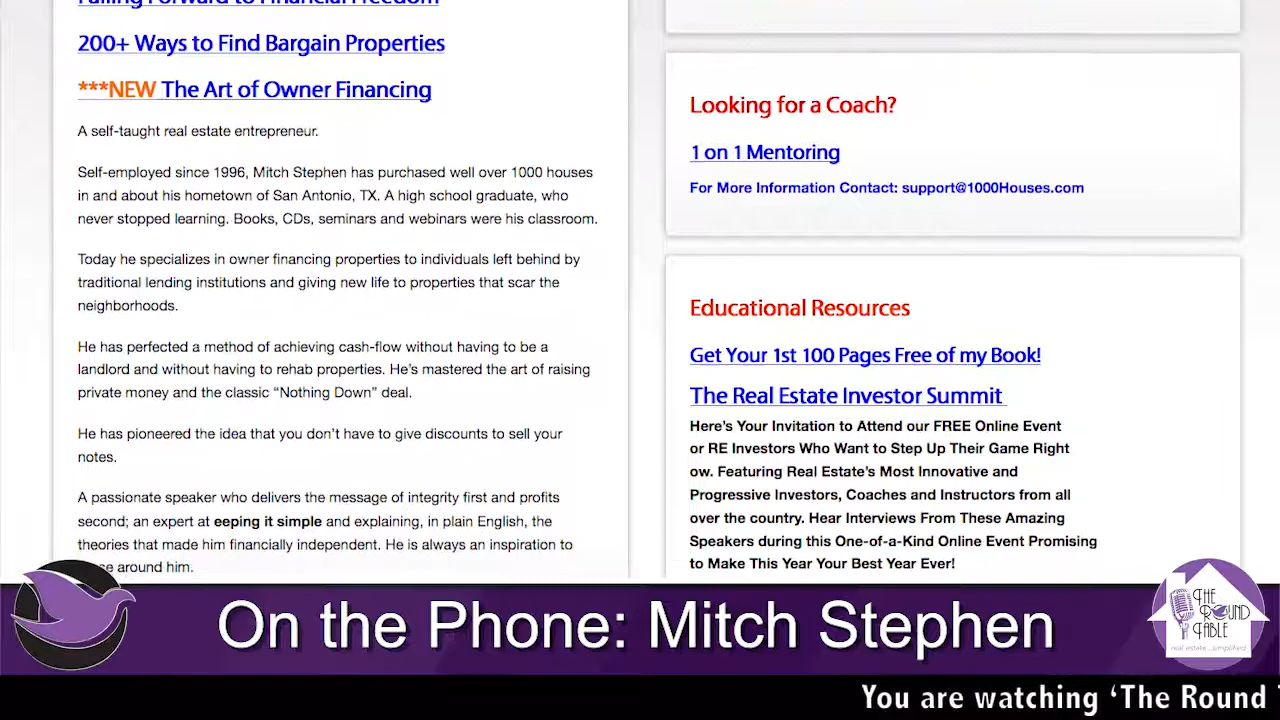 Failing Forward to Financial Freedom
200+ Ways to Find Bargain Properties
***NEW The Art of Owner Financing
A self-taught real estate entrepreneur.
Self-employed since 1996, Mitch Stephen has purchased well over 1000 houses
in and about his hometown of San Antonio, TX. A high school graduate, who
never stopped learning. Books, CDs, seminars and webinars were his classroom.
Today he specializes in owner financing properties to individuals left behind by
traditional lending institutions and giving new life to properties that scar the
neighborhoods.
He has perfected a method of achieving cash-flow without having to be a
landlord and without having to rehab properties. He's mastered the art of raising
private money and the classic “Nothing Down” deal.
He has pioneered the idea that you don't have to give discounts to sell your
notes.
A passionate speaker who delivers the message of integrity first and profits
second; an expert at eeping it simple and explaining, in plain English, the
theories that made him financially independent. He is always an inspiration to
se around him.
Looking for a Coach?
1 on 1 Mentoring
For More Information Contact: support@1000Houses.com
Educational Resources
Get Your 1st 100 Pages Free of my Book!
The Real Estate Investor Summit
Here's Your Invitation to Attend our FREE Online Event
or RE Investors Who Want to Step Up Their Game Right
ow. Featuring Real Estate's Most Innovative and
Progressive Investors, Coaches and Instructors from all
over the country. Hear Interviews From These Amazing
Speakers during this One-of-a-Kind Online Event Promising
to Make This Year Your Best Year Ever!
On the Phone: Mitch Stephen
THE
ROUND
TABLE
real estate...simplified
You are watching ‘The Round